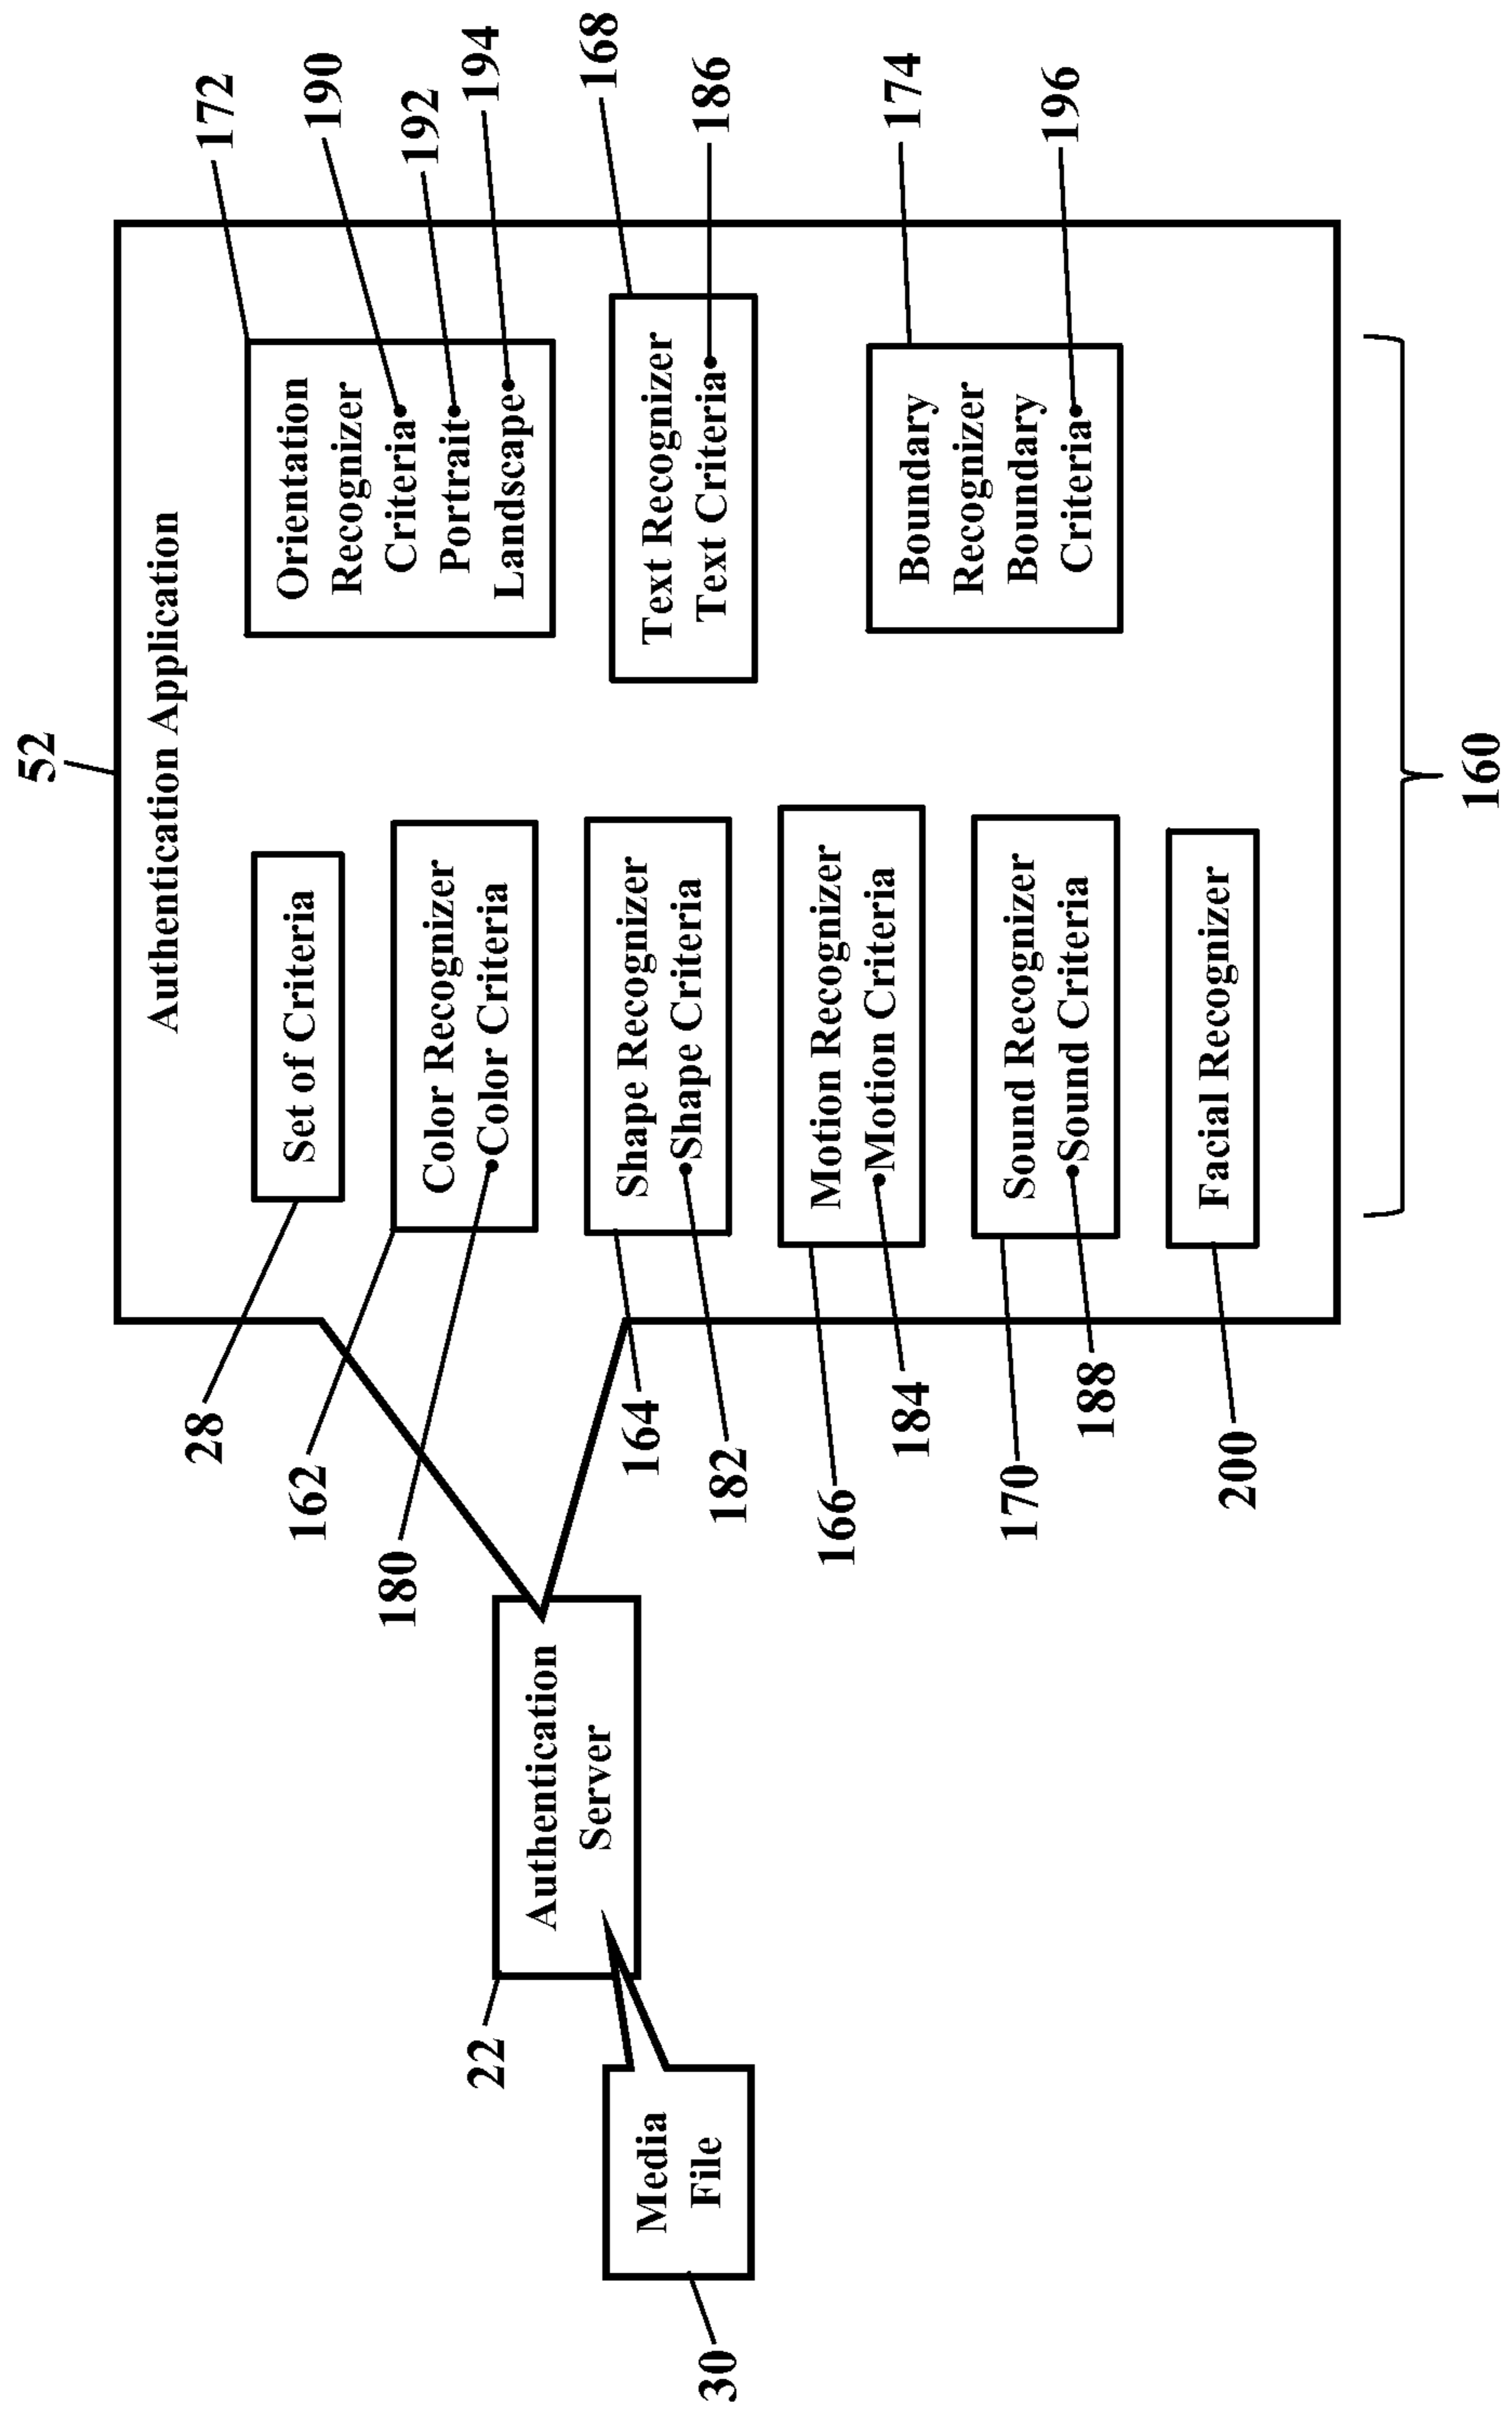 52
Authentication Application
28
Set of Criteria
162
Color Recognizer
180
Color Criteria
164
Shape Recognizer
182
Shape Criteria
166
Motion Recognizer
184
Motion Criteria
170
Sound Recognizer
188
Sound Criteria
200
Facial Recognizer
172
Orientation
Recognizer
190
Criteria
192
Portrait
194
Landscape
168
Text Recognizer
186
Text Criteria
174
Boundary
Recognizer
Boundary
196
Criteria
160
22
Authentication
Server
30
Media
File